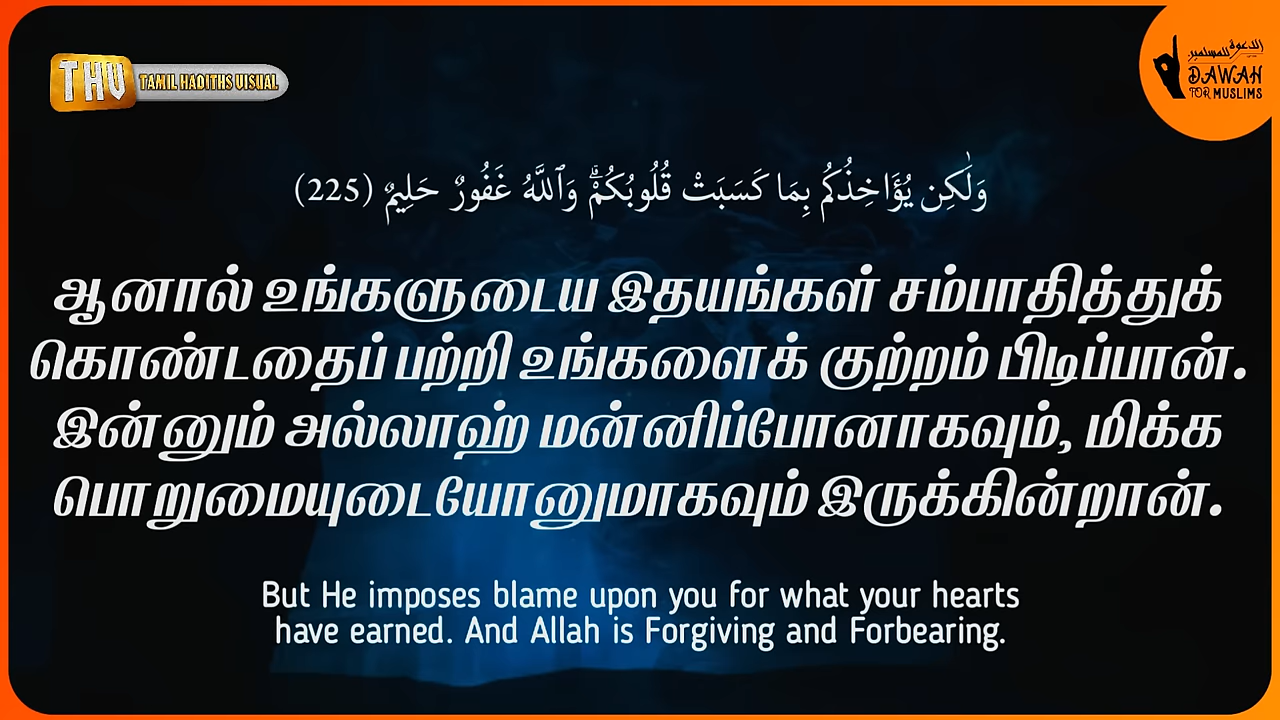 THV TAMIL HADITHS VISUAL
الدعوة للمسلمين
DAWAH
FOR MUSLIMS
وَلَٰكِن يُؤَاخِذُكُم بِمَا كَسَبَتْ قُلُوبُكُمْ ۗ وَٱللَّهُ غَفُورٌ حَلِيمٌ (225)
ஆனால் உங்களுடைய இதயங்கள் சம்பாதித்துக்
கொண்டதைப் பற்றி உங்களைக் குற்றம் பிடிப்பான்.
இன்னும் அல்லாஹ் மன்னிப்போனாகவும், மிக்க
பொறுமையுடையோனுமாகவும் இருக்கின்றான்.
But He imposes blame upon you for what your hearts
have earned. And Allah is Forgiving and Forbearing.